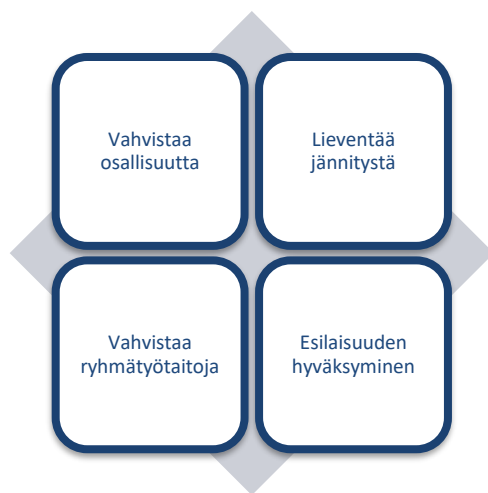 Vahvistaa
osallisuutta
Lieventää
jännitystä
Vahvistaa
ryhmätyötaitoja
Esilaisuuden
hyväksyminen